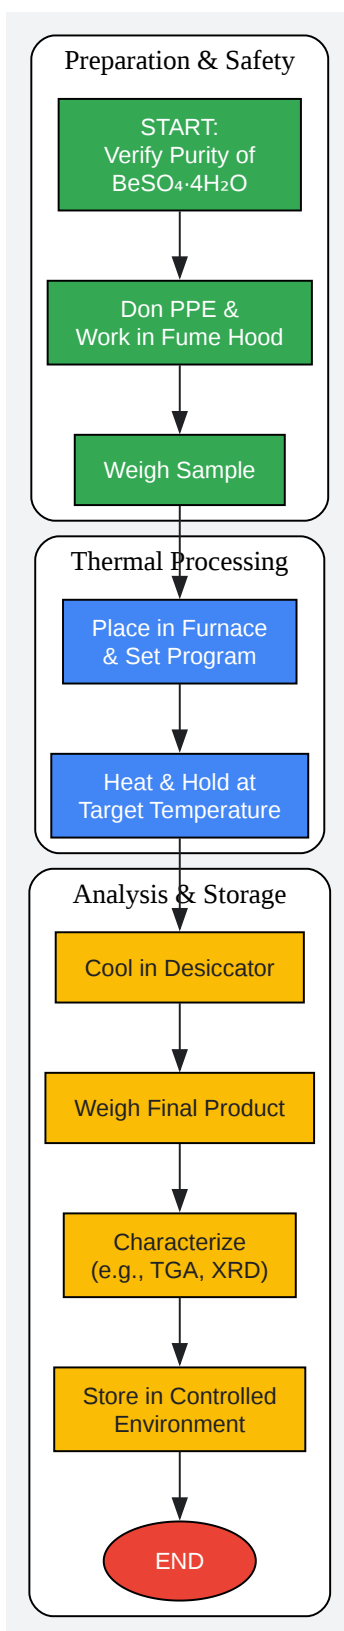 Preparation & Safety
START:
Verify Purity of
BeSO₄·4H₂O
Don PPE &
Work in Fume Hood
Weigh Sample
Thermal Processing
Place in Furnace
& Set Program
Heat & Hold at
Target Temperature
Analysis & Storage
Cool in Desiccator
Weigh Final Product
Characterize
(e.g., TGA, XRD)
Store in Controlled
Environment
END